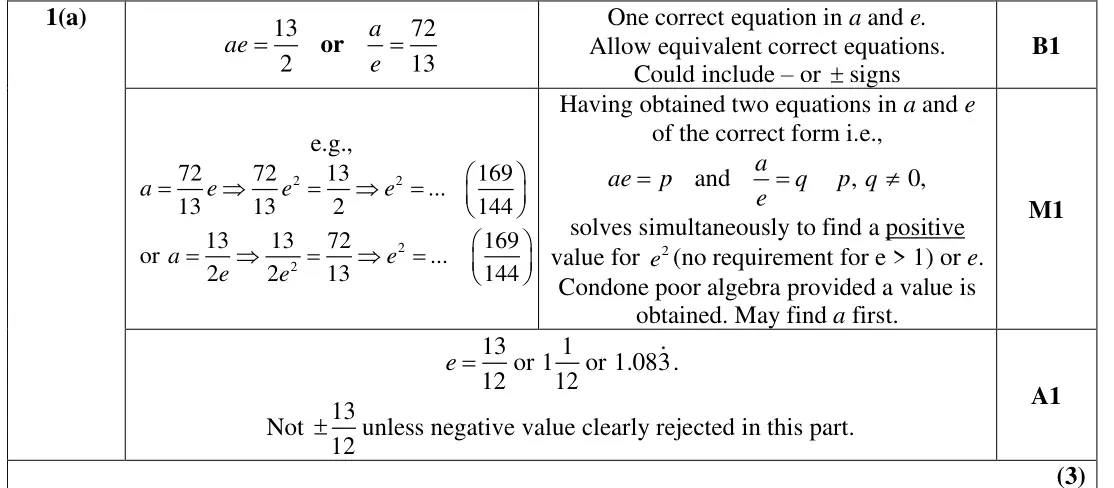 1(a)
ae = 13/2 or a/e = 72/13
One correct equation in a and e.
Allow equivalent correct equations.
Could include – or ± signs
B1
e.g.,
a = 72/13 e ⇒ 72/13 e² = 13/2 ⇒ e² = ... (169/144)
or a = 13/2e ⇒ 13/2e² = 72/13 ⇒ e² = ... (169/144)
Having obtained two equations in a and e
of the correct form i.e.,
ae = p and a/e = q p, q ≠ 0,
solves simultaneously to find a positive
value for e² (no requirement for e > 1) or e.
Condone poor algebra provided a value is
obtained. May find a first.
M1
e = 13/12 or 1 1/12 or 1.083̇.
Not ± 13/12 unless negative value clearly rejected in this part.
A1
(3)